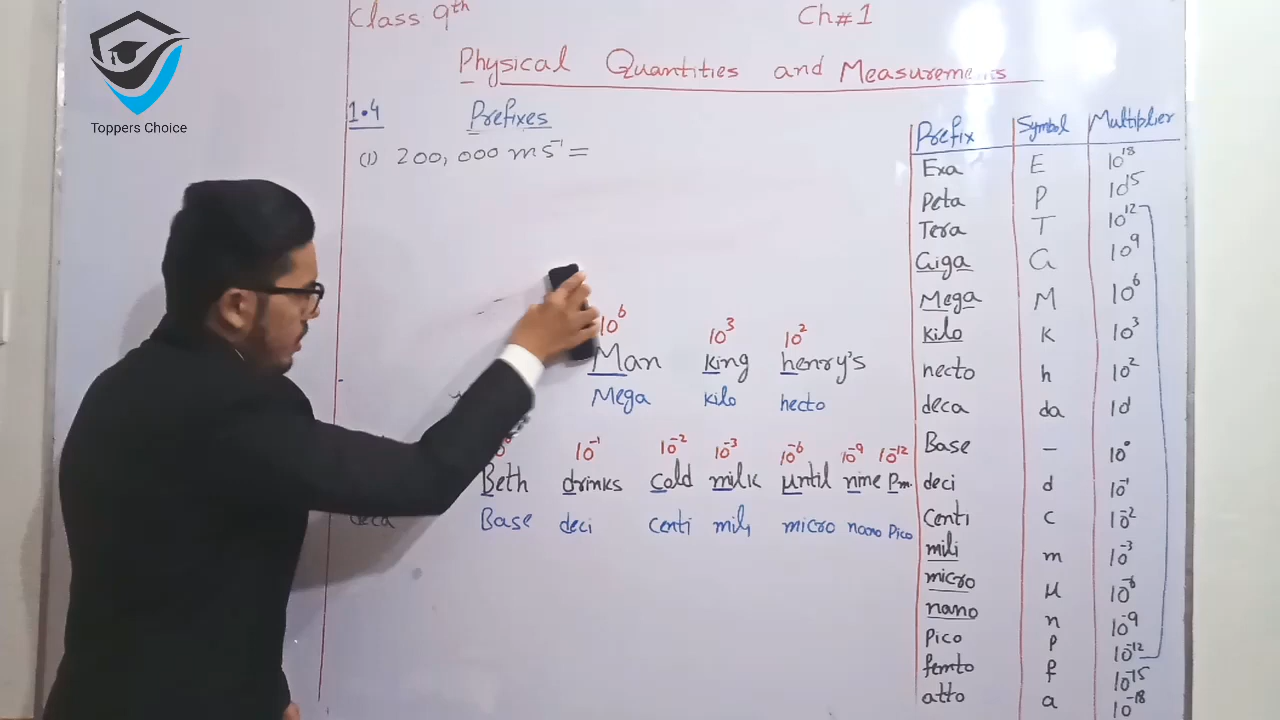 Class 9th Ch#1
Physical Quantities and Measurements
Toppers Choice
1.4 Prefixes
(1) 200,000 ms⁻¹ =
10⁶ 10³ 10²
Man king henry's
Mega kilo hecto
10⁻¹ 10⁻² 10⁻³ 10⁻⁶ 10⁻⁹ 10⁻¹²
Beth drinks cold milk μntil nine Pm.
deca Base deci centi mili micro nano Pico
Prefix Symbol Multiplier
Exa E 10¹⁸
Peta P 10¹⁵
Tera T 10¹²
Giga G 10⁹
Mega M 10⁶
kilo k 10³
hecto h 10²
deca da 10¹
Base – 10⁰
deci d 10⁻¹
Centi c 10⁻²
mili m 10⁻³
micro μ 10⁻⁶
nano n 10⁻⁹
Pico p 10⁻¹²
femto f 10⁻¹⁵
atto a 10⁻¹⁸